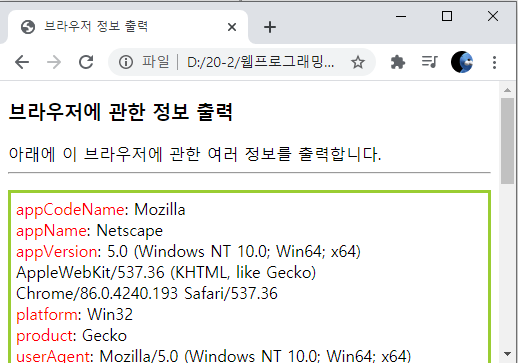 브라우저 정보 출력
파일 | D:/20-2/웹프로그래밍...
브라우저에 관한 정보 출력
아래에 이 브라우저에 관한 여러 정보를 출력합니다.
appCodeName: Mozilla
appName: Netscape
appVersion: 5.0 (Windows NT 10.0; Win64; x64)
AppleWebKit/537.36 (KHTML, like Gecko)
Chrome/86.0.4240.193 Safari/537.36
platform: Win32
product: Gecko
userAgent: Mozilla/5.0 (Windows NT 10.0; Win64; x64)